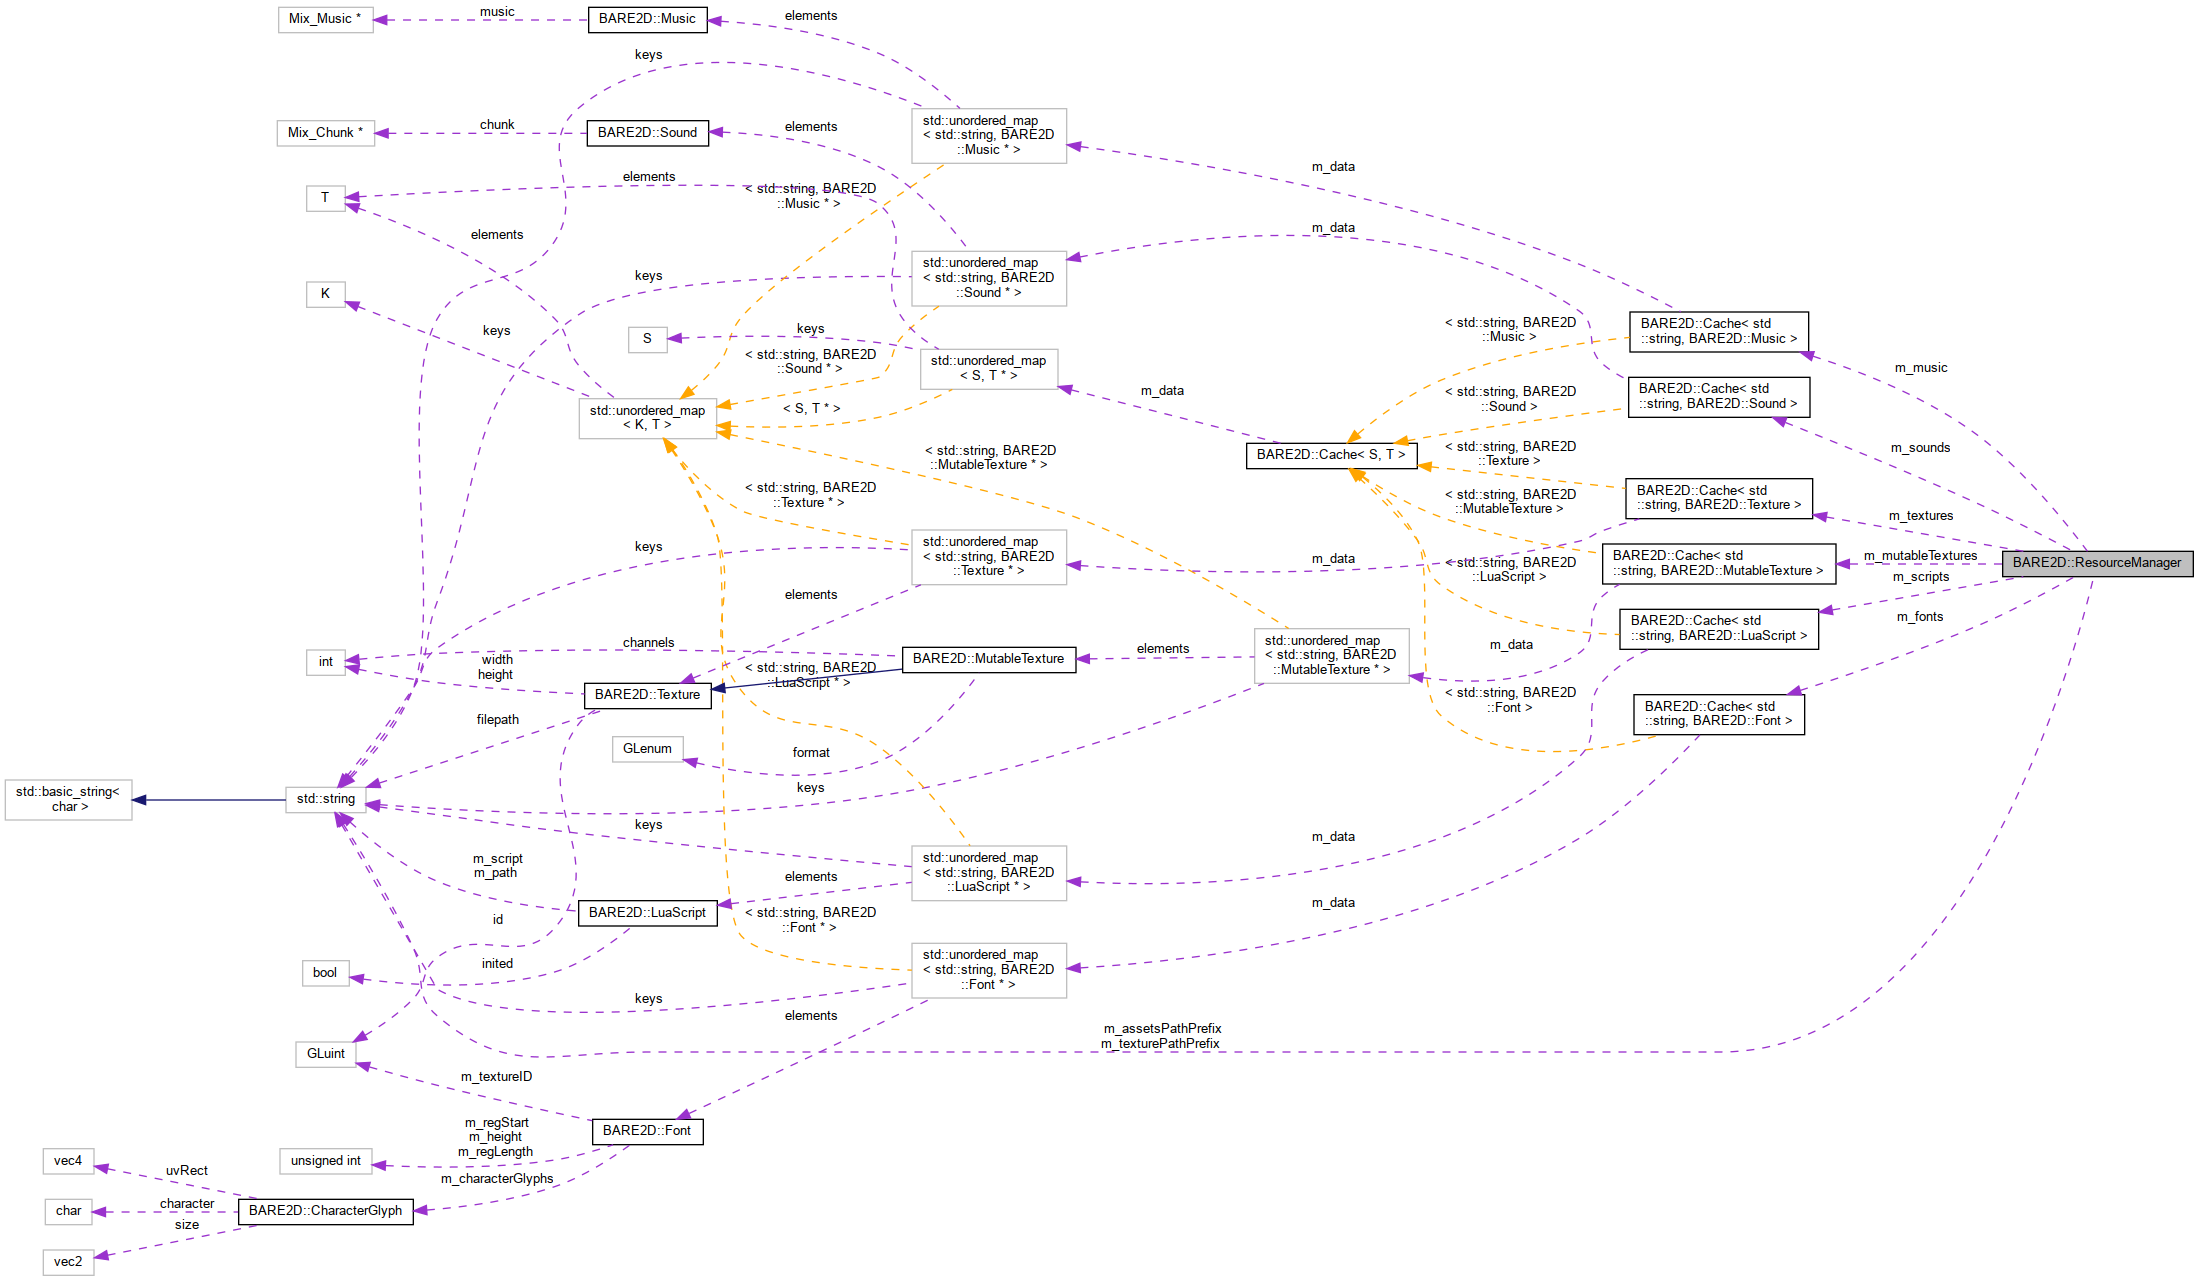 Mix_Music *
music
BARE2D::Music
elements
keys
Mix_Chunk *
chunk
BARE2D::Sound
elements
std::unordered_map
< std::string, BARE2D
::Music * >
m_data
T
elements
< std::string, BARE2D
::Music * >
elements
m_data
K
keys
keys
std::unordered_map
< std::string, BARE2D
::Sound * >
S
keys
< std::string, BARE2D
::Sound * >
std::unordered_map
< S, T * >
< std::string, BARE2D
::Music >
BARE2D::Cache< std
::string, BARE2D::Music >
m_music
std::unordered_map
< K, T >
< S, T * >
m_data
< std::string, BARE2D
::Sound >
BARE2D::Cache< std
::string, BARE2D::Sound >
m_sounds
< std::string, BARE2D
::MutableTexture * >
BARE2D::Cache< S, T >
< std::string, BARE2D
::Texture >
BARE2D::Cache< std
::string, BARE2D::Texture >
m_textures
< std::string, BARE2D
::Texture * >
< std::string, BARE2D
::MutableTexture >
keys
std::unordered_map
< std::string, BARE2D
::Texture * >
m_data
BARE2D::Cache< std
::string, BARE2D::MutableTexture >
m_mutableTextures
BARE2D::ResourceManager
elements
< std::string, BARE2D
::LuaScript >
m_scripts
BARE2D::Cache< std
::string, BARE2D::LuaScript >
m_fonts
int
channels
width
height
BARE2D::MutableTexture
elements
std::unordered_map
< std::string, BARE2D
::MutableTexture * >
m_data
BARE2D::Texture
< std::string, BARE2D
::LuaScript * >
< std::string, BARE2D
::Font >
BARE2D::Cache< std
::string, BARE2D::Font >
filepath
GLenum
format
keys
std::basic_string<
char >
std::string
keys
m_data
m_script
m_path
elements
std::unordered_map
< std::string, BARE2D
::LuaScript * >
BARE2D::LuaScript
id
< std::string, BARE2D
::Font * >
m_data
bool
inited
keys
std::unordered_map
< std::string, BARE2D
::Font * >
elements
m_assetsPathPrefix
m_texturePathPrefix
GLuint
m_textureID
m_regStart
m_height
m_regLength
BARE2D::Font
unsigned int
m_characterGlyphs
vec4
uvRect
char
character
BARE2D::CharacterGlyph
size
vec2